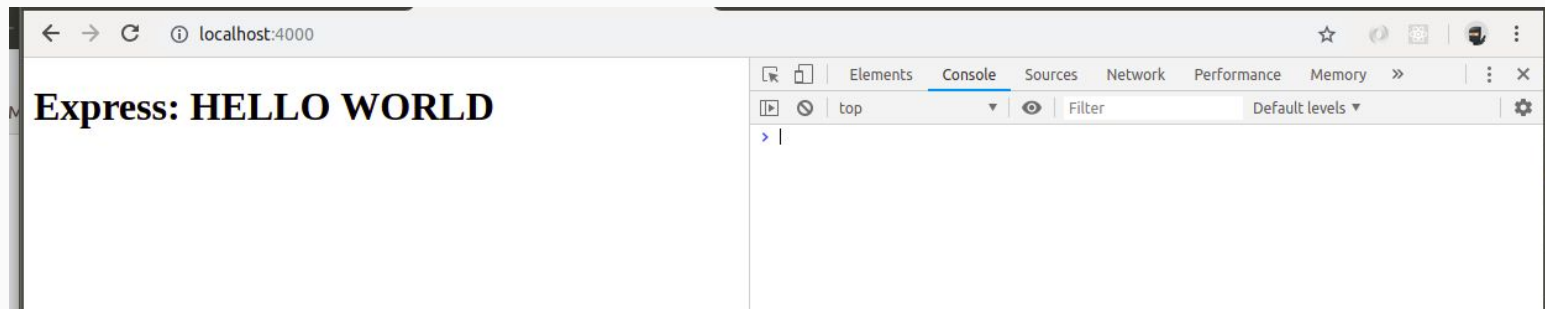 localhost:4000
Express: HELLO WORLD
Elements Console Sources Network Performance Memory »
top Filter Default levels ▼
M